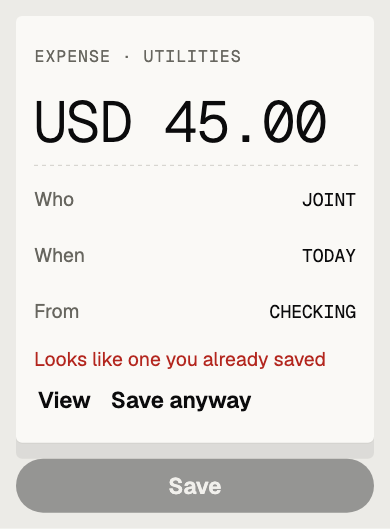 EXPENSE · UTILITIES
USD 45.00
Who JOINT
When TODAY
From CHECKING
Looks like one you already saved
View Save anyway
Save